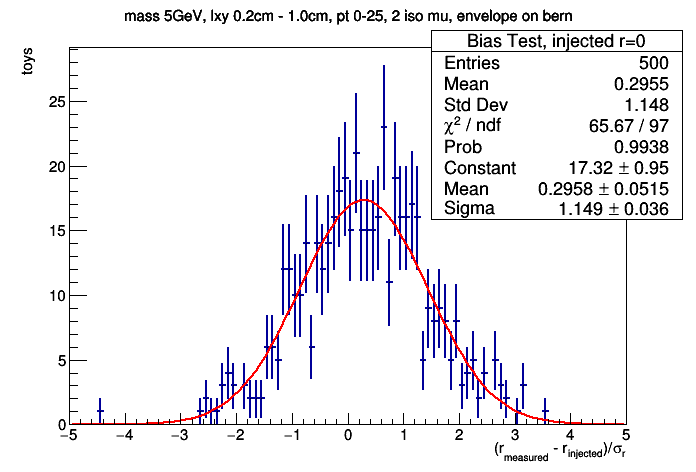 mass 5GeV, lxy 0.2cm - 1.0cm, pt 0-25, 2 iso mu, envelope on bern
Bias Test, injected r=0
Entries 500
Mean 0.2955
Std Dev 1.148
χ² / ndf 65.67 / 97
Prob 0.9938
Constant 17.32 ± 0.95
Mean 0.2958 ± 0.0515
Sigma 1.149 ± 0.036
toys
25
20
15
10
5
0
−5 −4 −3 −2 −1 0 1 2 3 4 5
(r_measured - r_injected)/σ_r